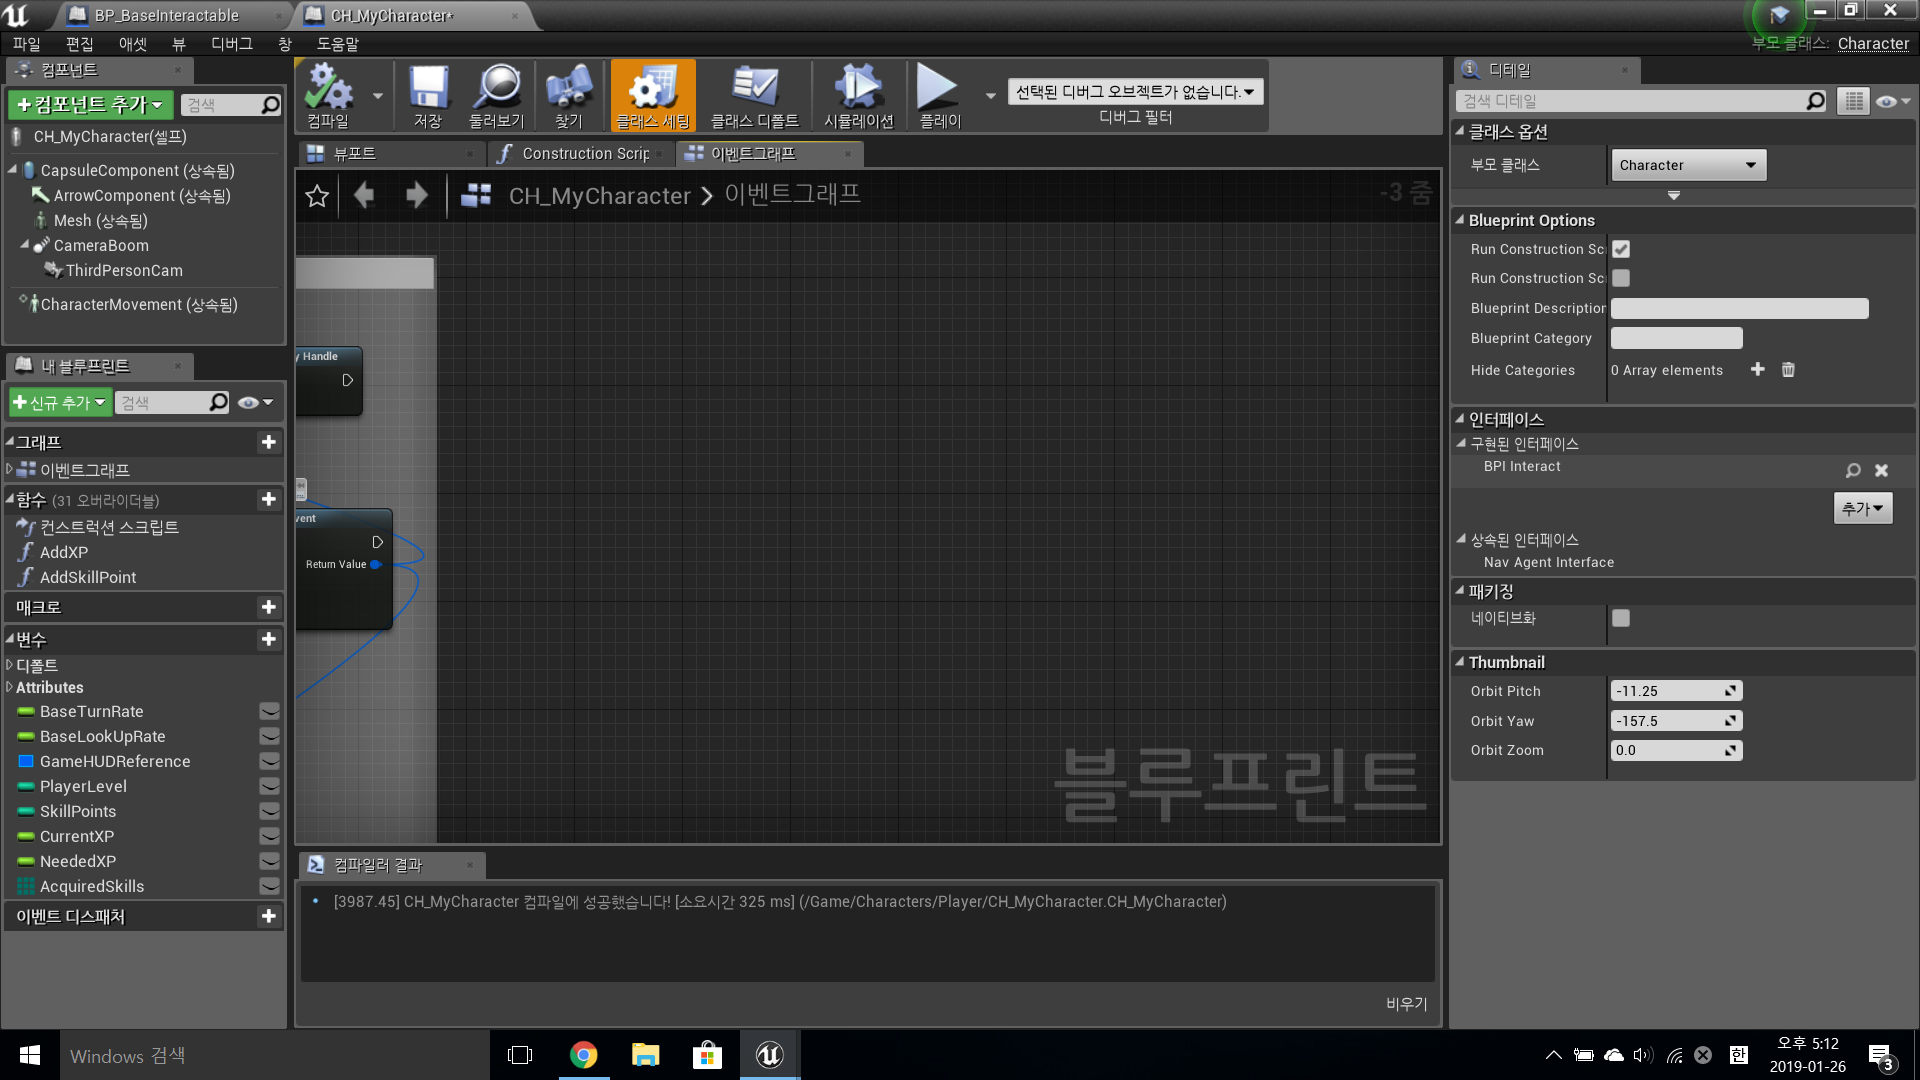 BP_BaseInteractable
CH_MyCharacter*
파일 편집 애셋 뷰 디버그 창 도움말
부모 클래스: Character
컴포넌트
+컴포넌트 추가
검색
CH_MyCharacter(셀프)
CapsuleComponent (상속됨)
ArrowComponent (상속됨)
Mesh (상속됨)
CameraBoom
ThirdPersonCam
CharacterMovement (상속됨)
내 블루프린트
+신규 추가
검색
그래프
이벤트그래프
함수 (31 오버라이더블)
컨스트럭션 스크립트
AddXP
AddSkillPoint
매크로
변수
디폴트
Attributes
BaseTurnRate
BaseLookUpRate
GameHUDReference
PlayerLevel
SkillPoints
CurrentXP
NeededXP
AcquiredSkills
이벤트 디스패처
컴파일
저장
둘러보기
찾기
클래스 세팅
클래스 디폴트
시뮬레이션
플레이
선택된 디버그 오브젝트가 없습니다.
디버그 필터
뷰포트
Construction Scrip
이벤트그래프
CH_MyCharacter > 이벤트그래프
-3 줌
y Handle
vent
Return Value
블루프린트
컴파일러 결과
[3987.45] CH_MyCharacter 컴파일에 성공했습니다! [소요시간 325 ms] (/Game/Characters/Player/CH_MyCharacter.CH_MyCharacter)
비우기
디테일
검색 디테일
클래스 옵션
부모 클래스
Character
Blueprint Options
Run Construction Sc
Run Construction Sc
Blueprint Description
Blueprint Category
Hide Categories
0 Array elements
인터페이스
구현된 인터페이스
BPI Interact
추가
상속된 인터페이스
Nav Agent Interface
패키징
네이티브화
Thumbnail
Orbit Pitch
-11.25
Orbit Yaw
-157.5
Orbit Zoom
0.0
Windows 검색
한
오후 5:12
2019-01-26
3